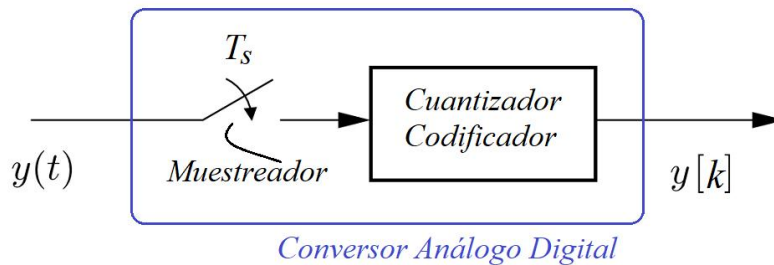 T_s
Cuantizador
Codificador
y(t)
Muestreador
y[k]
Conversor Análogo Digital